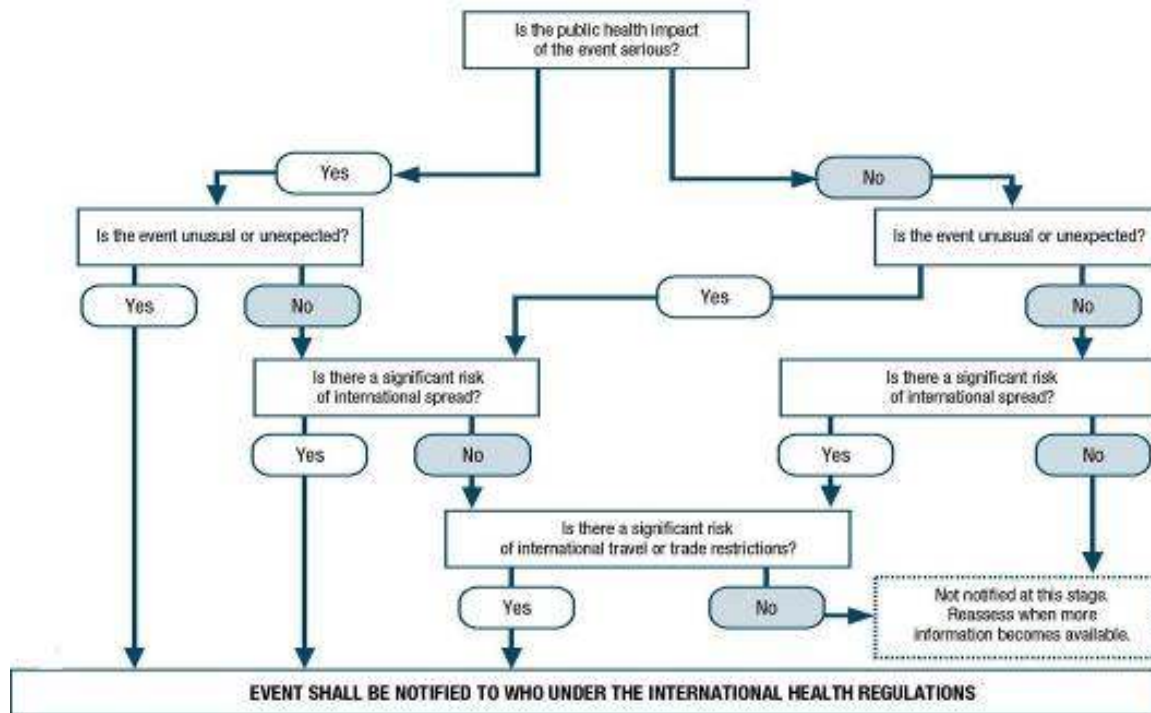 Is the public health impact
of the event serious?
Yes
No
Is the event unusual or unexpected?
Is the event unusual or unexpected?
Yes
No
Yes
No
Is there a significant risk
of international spread?
Is there a significant risk
of international spread?
Yes
No
Yes
No
Is there a significant risk
of international travel or trade restrictions?
Yes
No
Not notified at this stage.
Reassess when more
information becomes available.
EVENT SHALL BE NOTIFIED TO WHO UNDER THE INTERNATIONAL HEALTH REGULATIONS